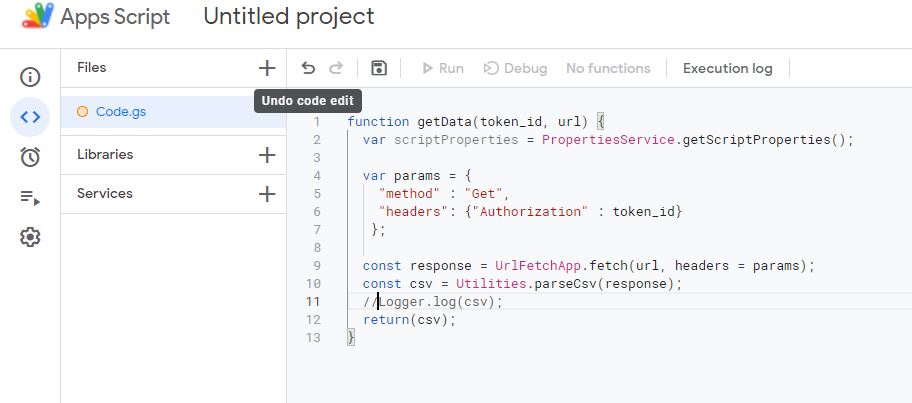 Apps Script Untitled project
Files
Run Debug No functions Execution log
Undo code edit
Code.gs
Libraries
Services
1 function getData(token_id, url) {
2 var scriptProperties = PropertiesService.getScriptProperties();
3
4 var params = {
5 "method" : "Get",
6 "headers": {"Authorization" : token_id}
7 };
8
9 const response = UrlFetchApp.fetch(url, headers = params);
10 const csv = Utilities.parseCsv(response);
11 //Logger.log(csv);
12 return(csv);
13 }